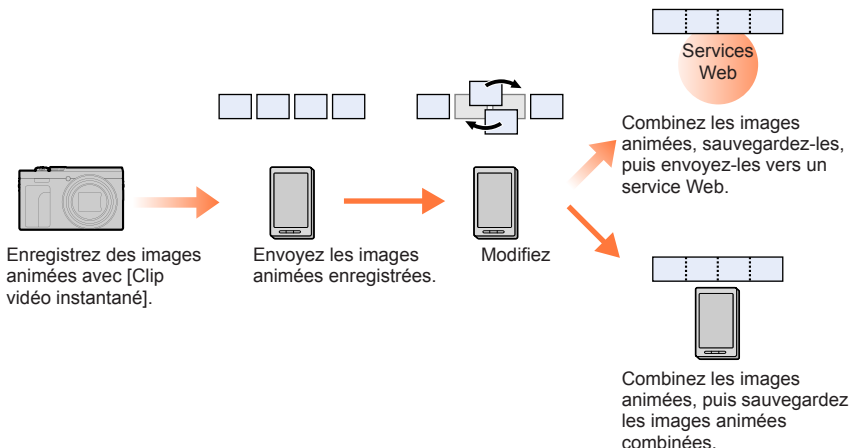 Services
Web
Combinez les images
animées, sauvegardez-les,
puis envoyez-les vers un
service Web.
Enregistrez des images
animées avec [Clip
vidéo instantané].
Envoyez les images
animées enregistrées.
Modifiez
Combinez les images
animées, puis sauvegardez
les images animées
combinées.